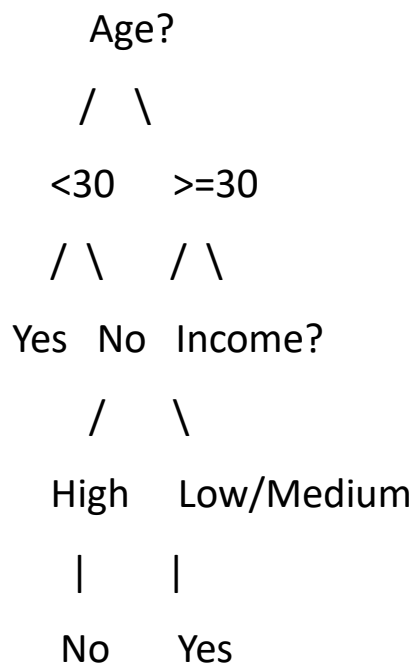 Age?
/ \
<30 >=30
/ \ / \
Yes No Income?
/ \
High Low/Medium
| |
No Yes